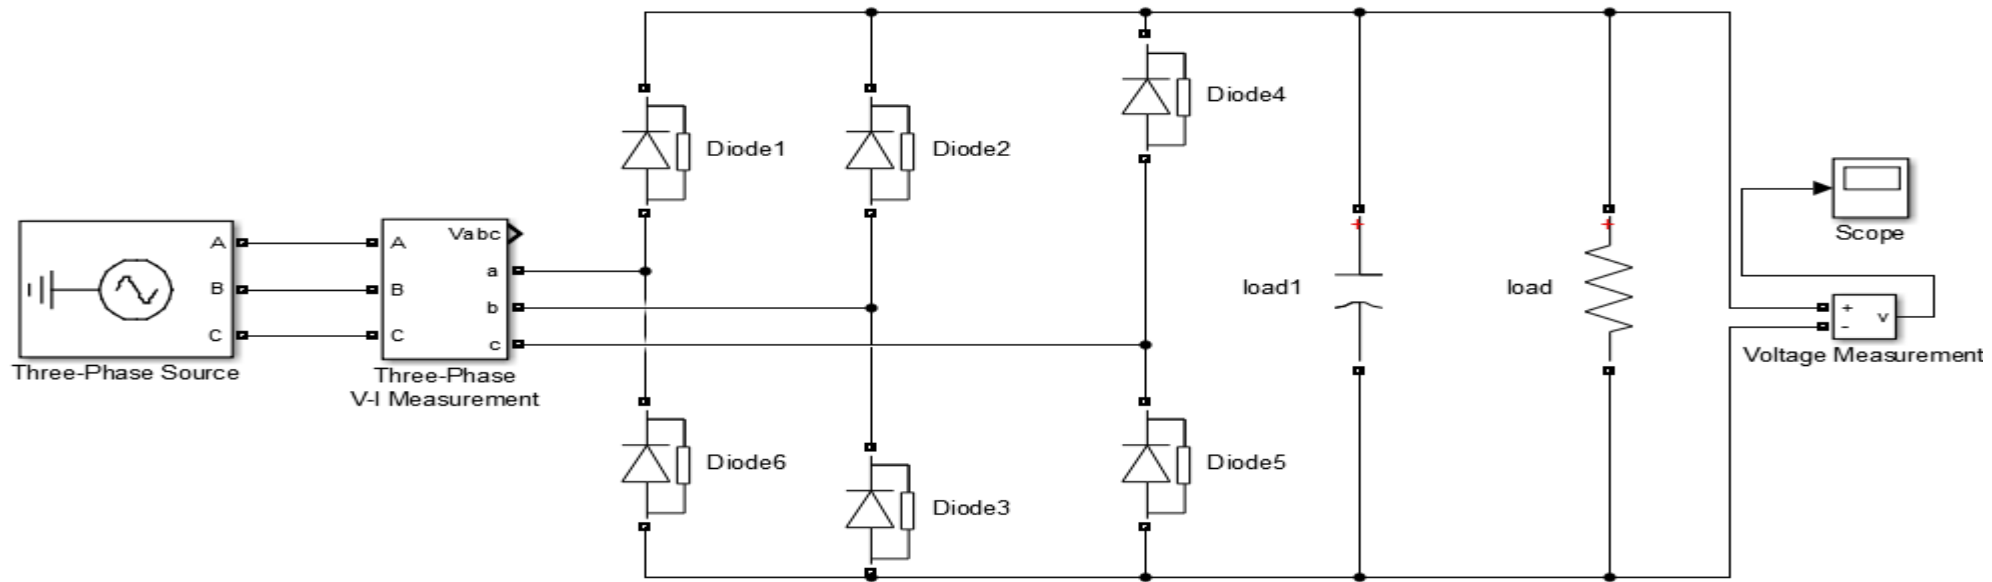 A
B
C
Three-Phase Source
A
B
C
Vabc
a
b
c
Three-Phase
V-I Measurement
Diode1
Diode2
Diode4
Diode6
Diode3
Diode5
load1
+
load
+
Scope
+
-
v
Voltage Measurement